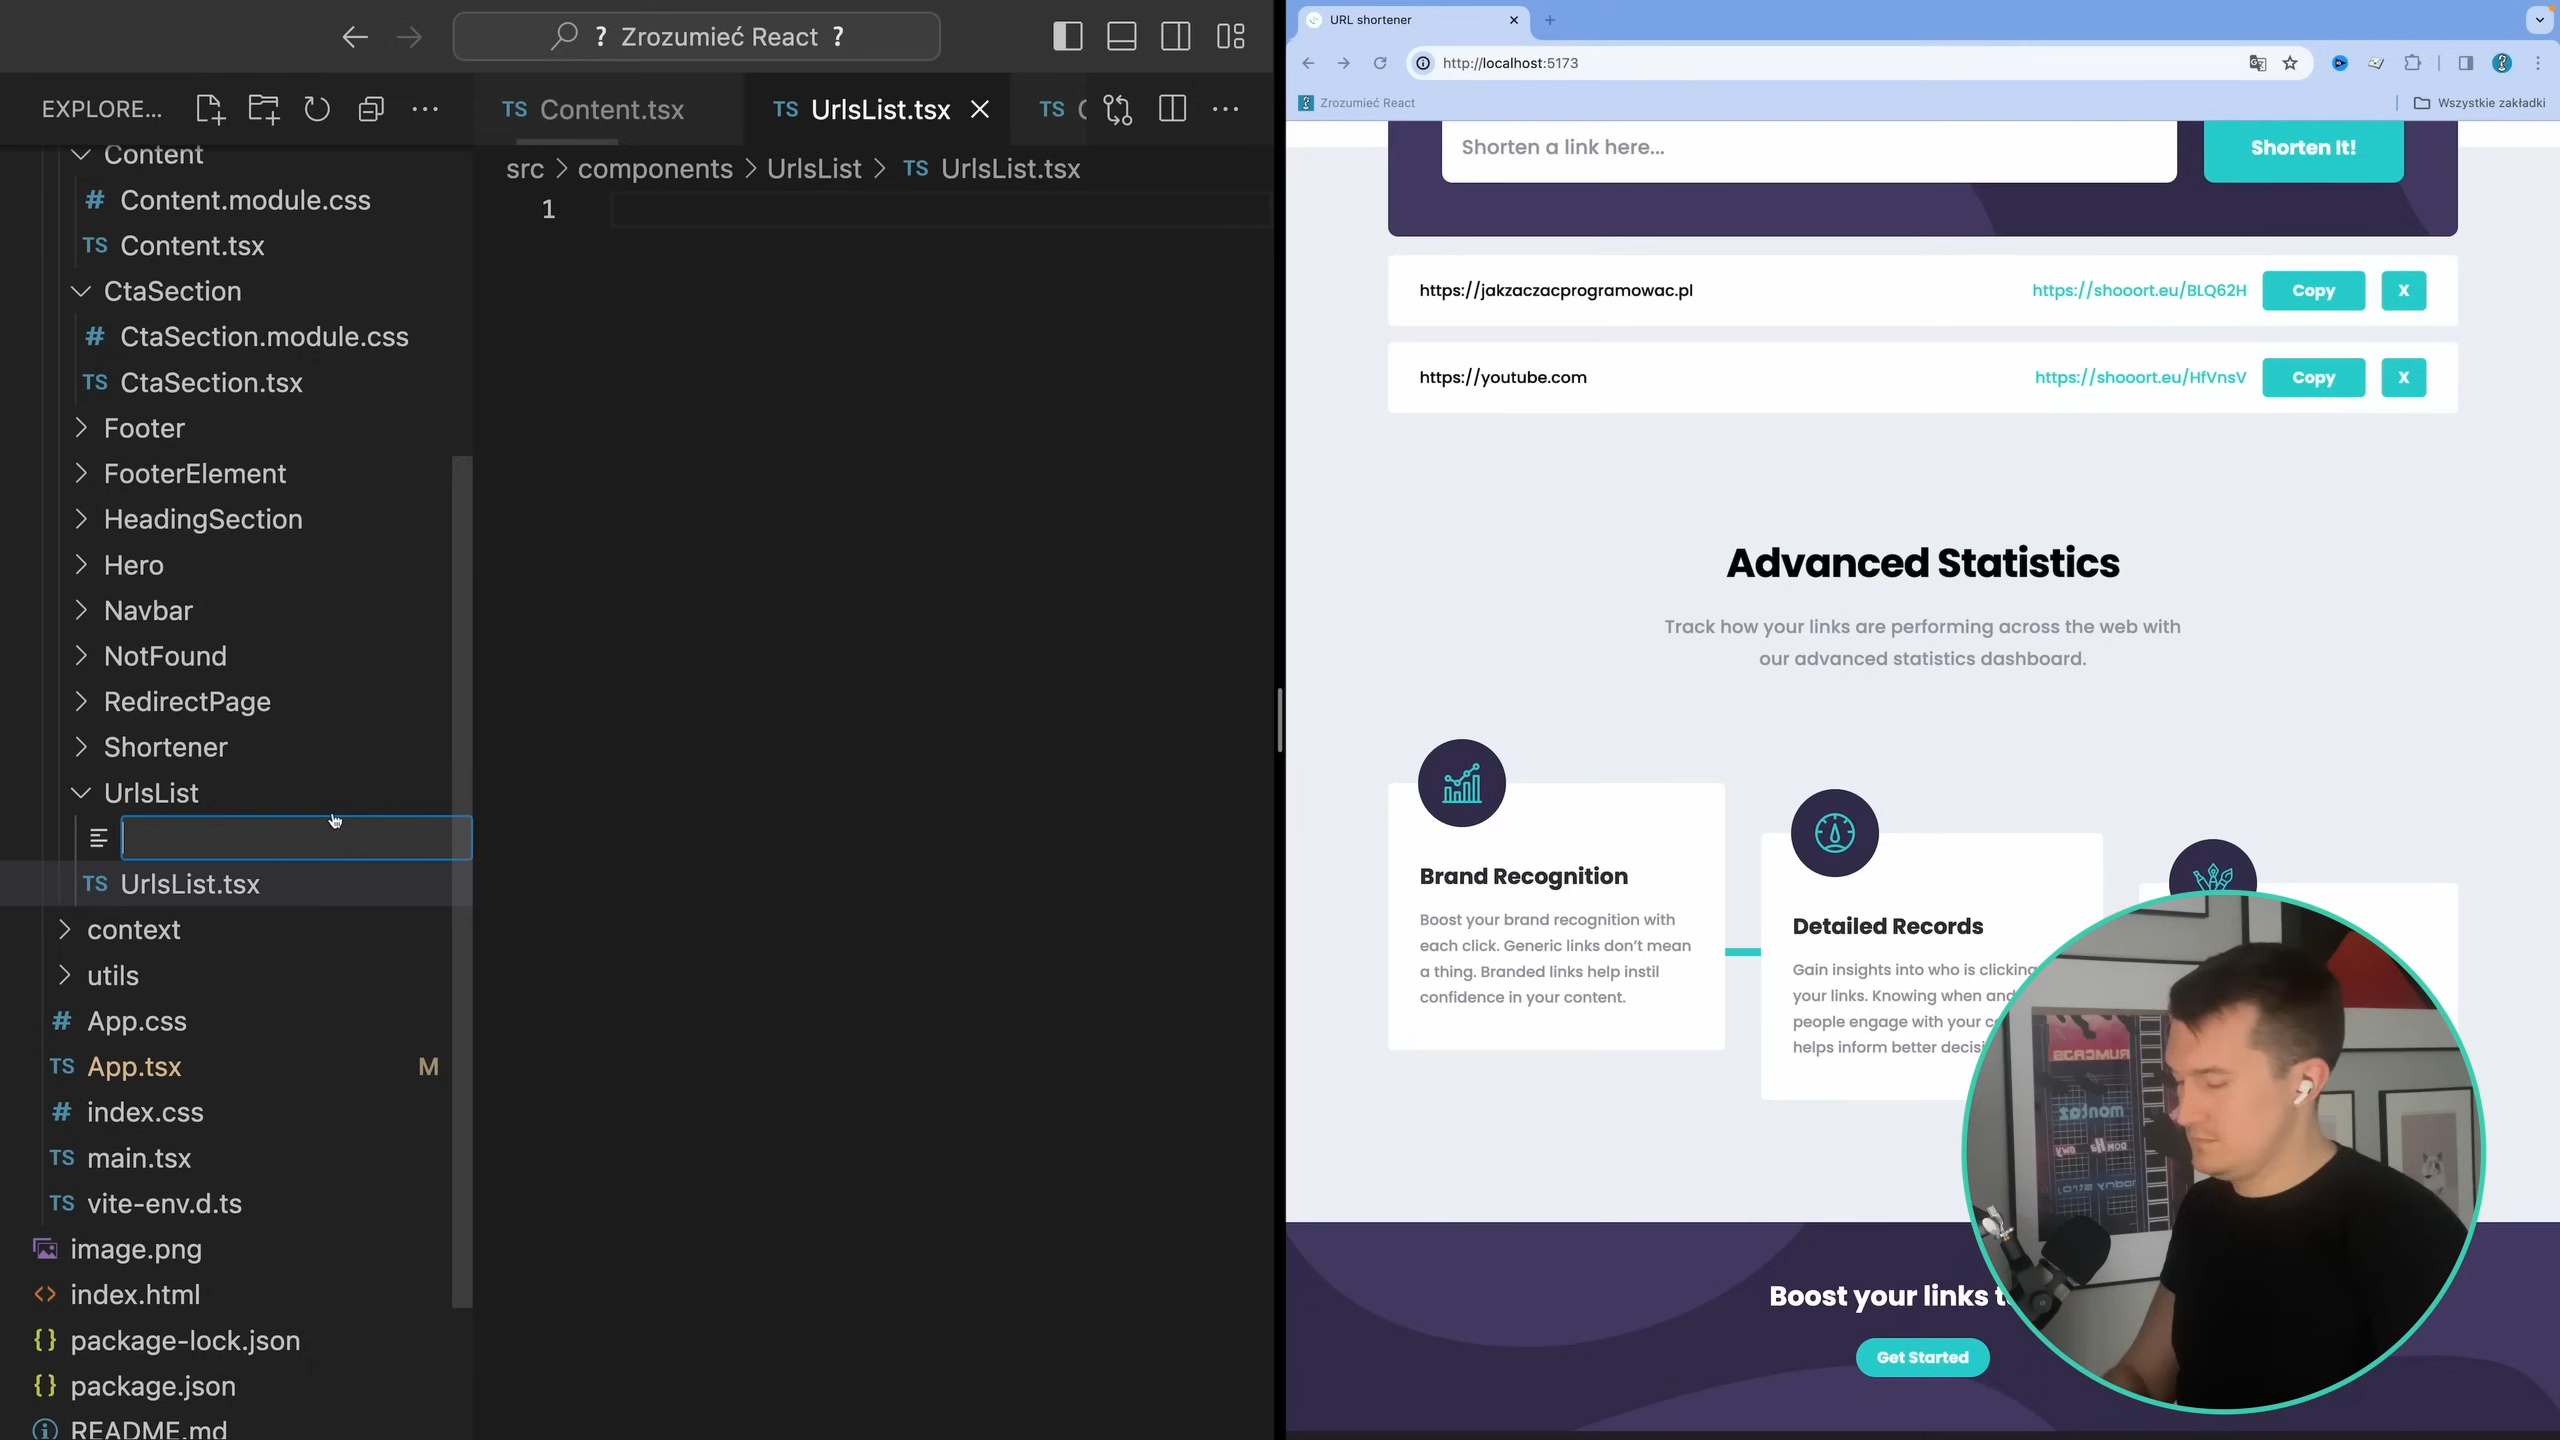 ? Zrozumieć React ?
EXPLORE...
Content
Content.module.css
Content.tsx
CtaSection
CtaSection.module.css
CtaSection.tsx
Footer
FooterElement
HeadingSection
Hero
Navbar
NotFound
RedirectPage
Shortener
UrlsList
TS UrlsList.tsx
context
utils
# App.css
TS App.tsx M
# index.css
TS main.tsx
TS vite-env.d.ts
image.png
<> index.html
{} package-lock.json
{} package.json
README.md
TS Content.tsx
TS UrlsList.tsx
TS
src > components > UrlsList > TS UrlsList.tsx
1
URL shortener
http://localhost:5173
Zrozumieć React
Wszystkie zakładki
Shorten a link here...
Shorten It!
https://jakzaczacprogramowac.pl
https://shooort.eu/BLQ62H
Copy
X
https://youtube.com
https://shooort.eu/HfVnsV
Copy
X
Advanced Statistics
Track how your links are performing across the web with
our advanced statistics dashboard.
Brand Recognition
Boost your brand recognition with
each click. Generic links don't mean
a thing. Branded links help instil
confidence in your content.
Detailed Records
Gain insights into who is clicking
your links. Knowing when and
people engage with your
helps inform better
Boost your links
Get Started